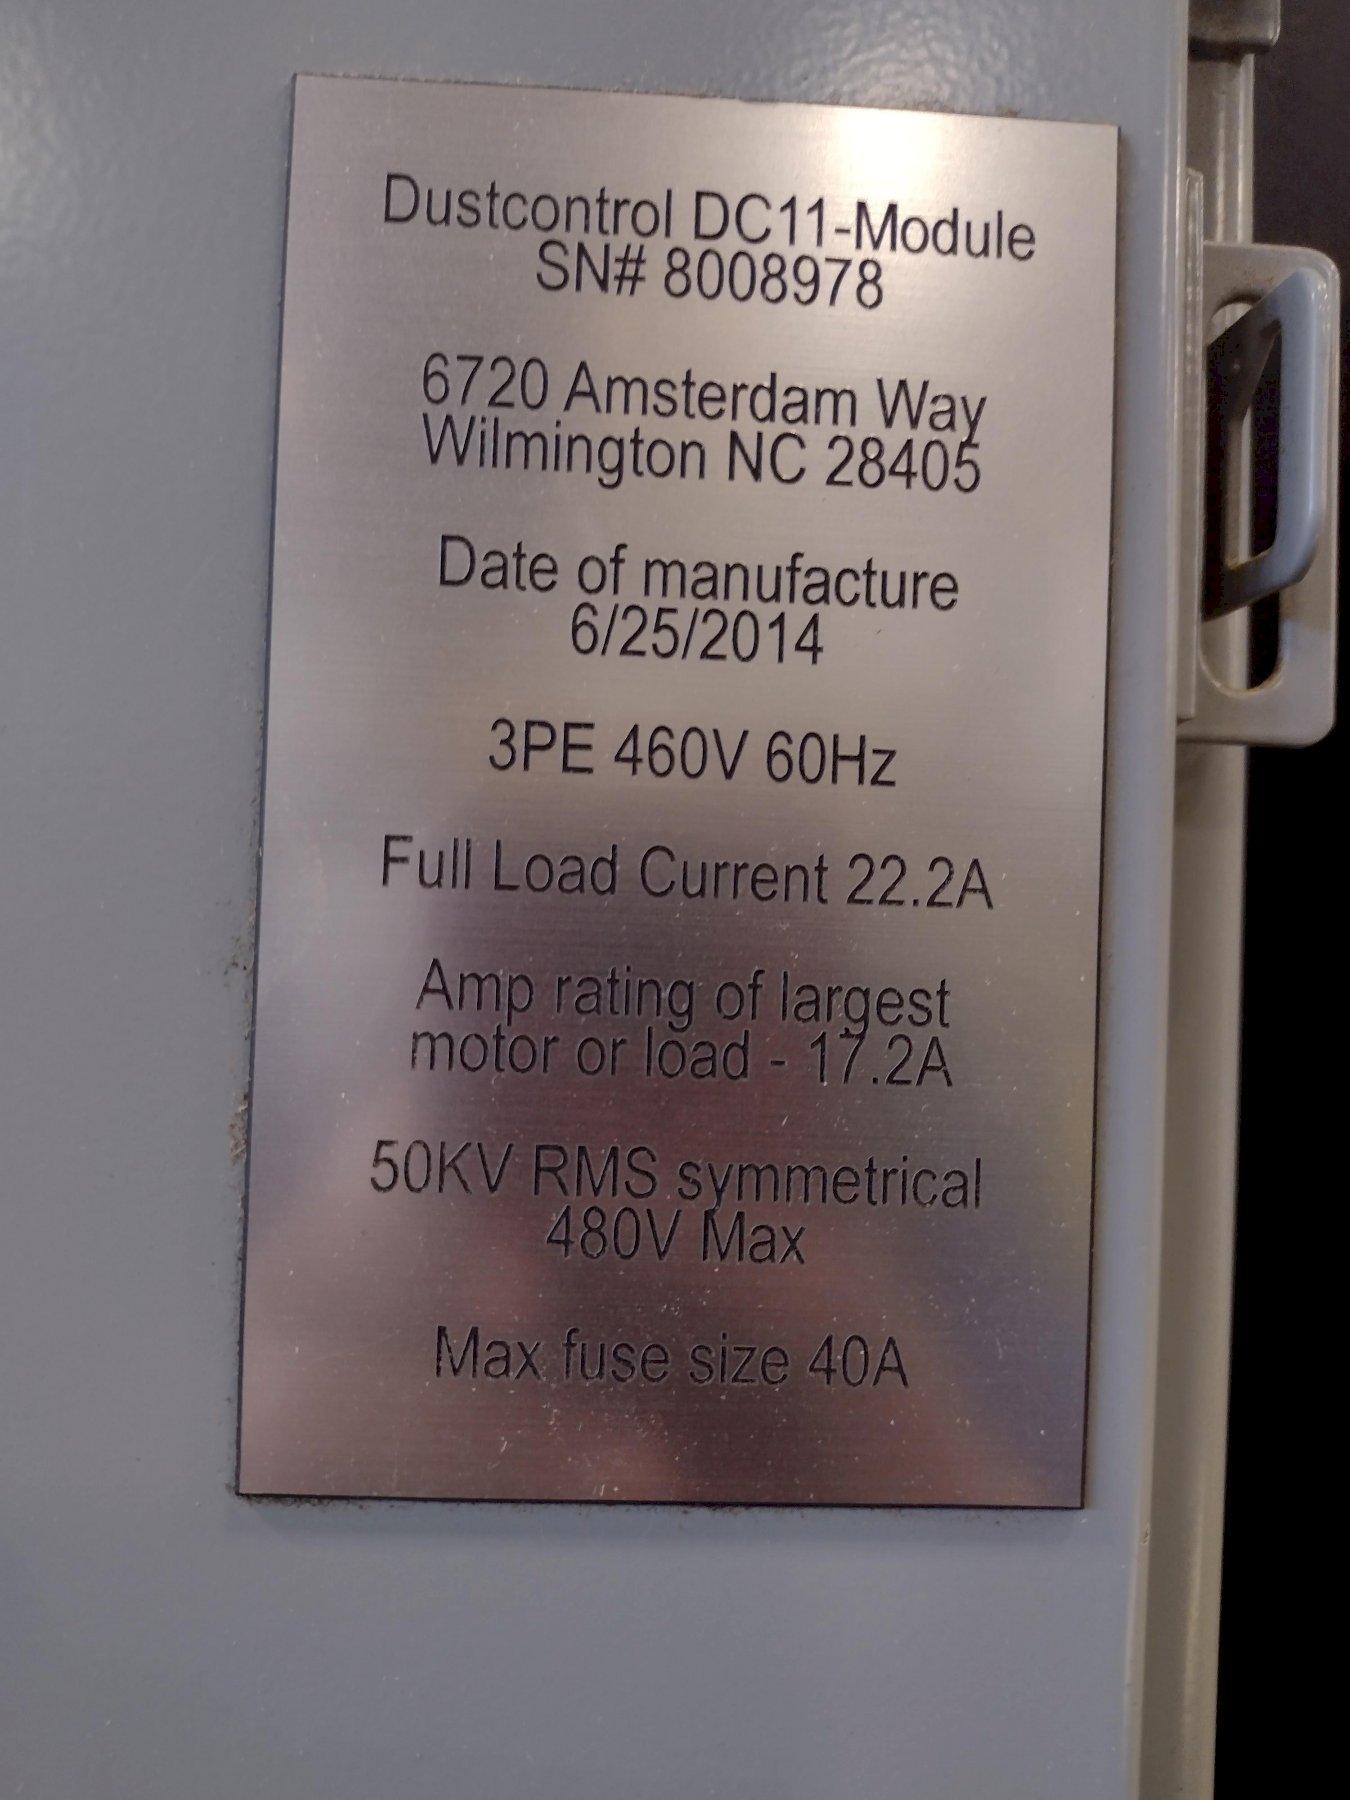 Dustcontrol DC11-Module
SN# 8008978
6720 Amsterdam Way
Wilmington NC 28405
Date of manufacture
6/25/2014
3PE 460V 60Hz
Full Load Current 22.2A
Amp rating of largest
motor or load - 17.2A
50KV RMS symmetrical
480V Max
Max fuse size 40A